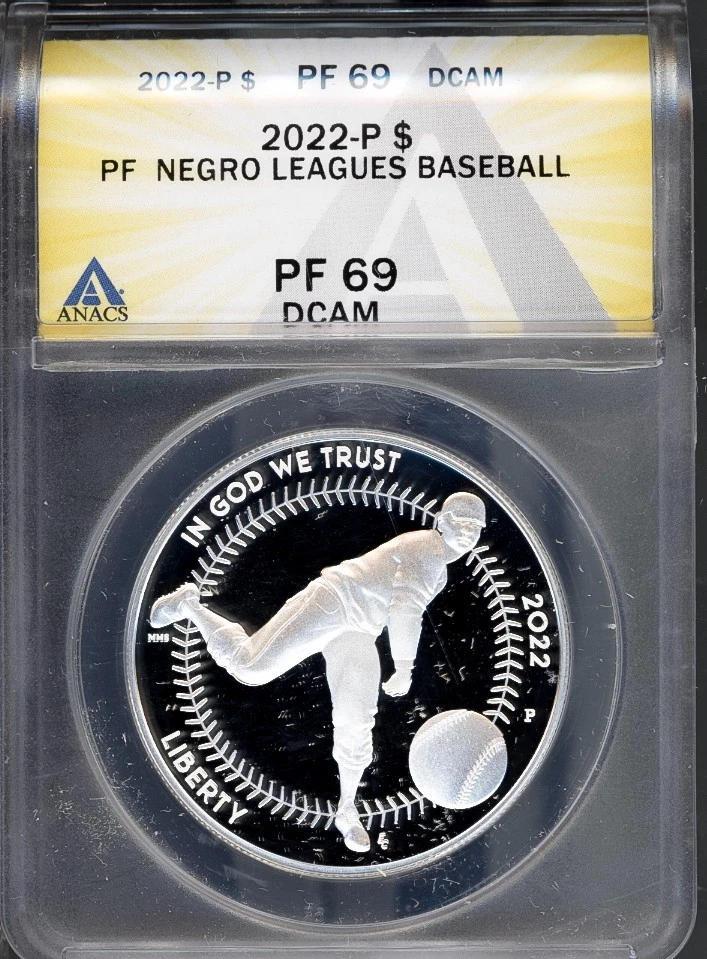 2022-P $ PF 69 DCAM
2022-P $
PF NEGRO LEAGUES BASEBALL
PF 69
DCAM
ANACS
IN GOD WE TRUST
2022
MMS
P
LIBERTY